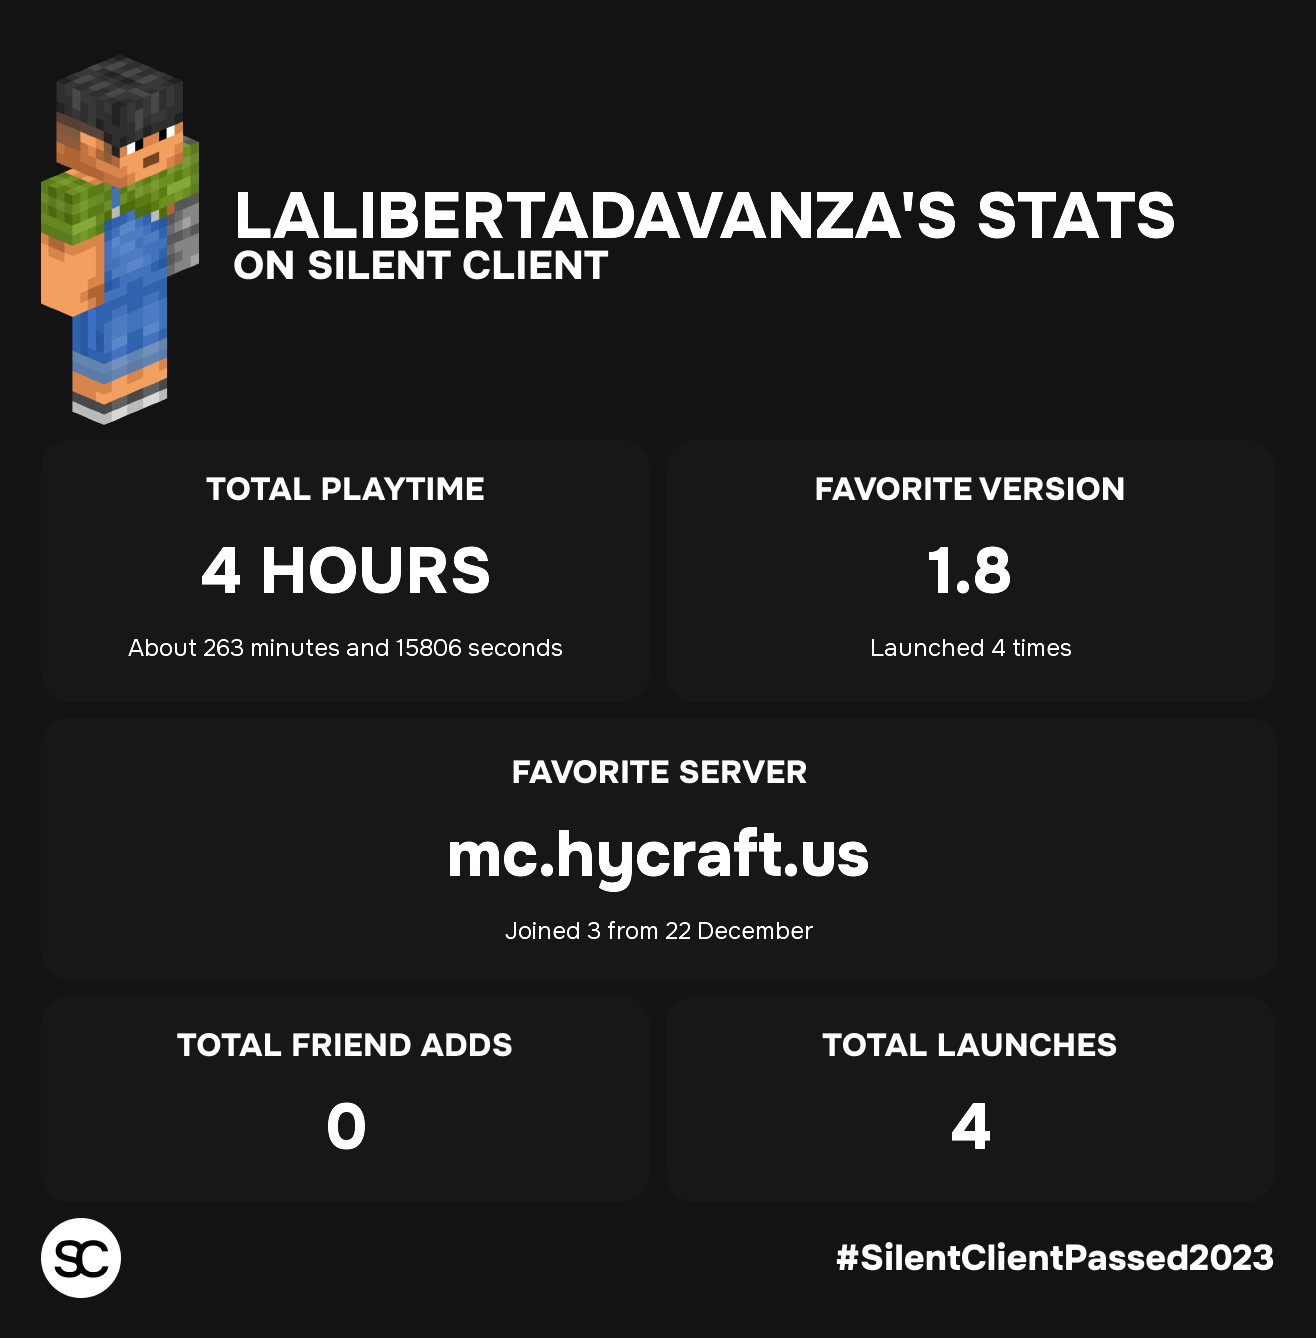 LALIBERTADAVANZA'S STATS
ON SILENT CLIENT
TOTAL PLAYTIME
4 HOURS
About 263 minutes and 15806 seconds
FAVORITE VERSION
1.8
Launched 4 times
FAVORITE SERVER
mc.hycraft.us
Joined 3 from 22 December
TOTAL FRIEND ADDS
0
TOTAL LAUNCHES
4
SC
#SilentClientPassed2023